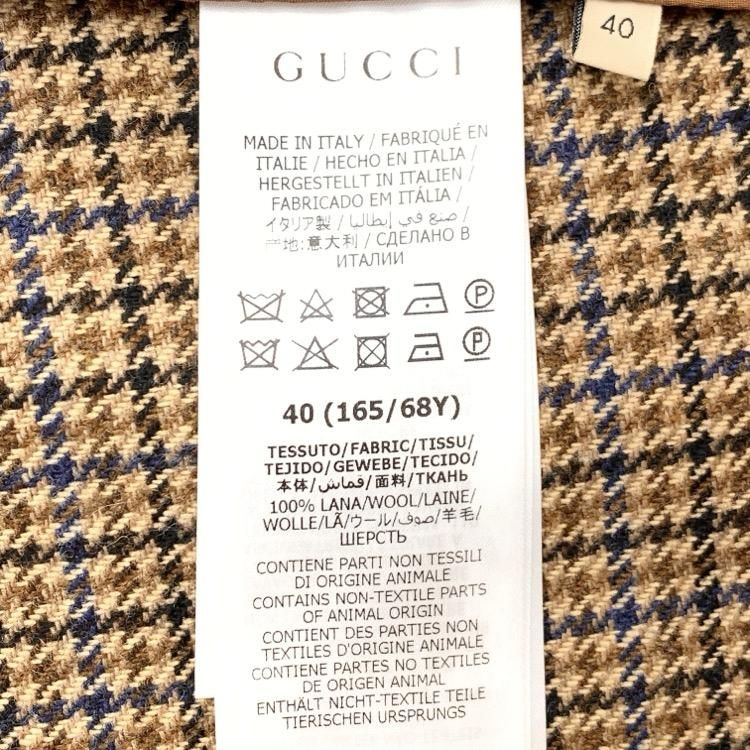 GUCCI
40
MADE IN ITALY / FABRIQUÉ EN
ITALIE / HECHO EN ITALIA /
HERGESTELLT IN ITALIEN /
FABRICADO EM ITÁLIA /
イタリア製 / صنع في إيطاليا /
地:意大利 / СДЕЛАНО В
ИТАЛИИ
P
P
40 (165/68Y)
TESSUTO/FABRIC/TISSU/
TEJIDO/GEWEBE/TECIDO/
本体/قماش/面料/ТКАНЬ
100% LANA/WOOL/LAINE/
WOLLE/LÃ/ウール/صوف/羊毛/
ШЕРСТЬ
CONTIENE PARTI NON TESSILI
DI ORIGINE ANIMALE
CONTAINS NON-TEXTILE PARTS
OF ANIMAL ORIGIN
CONTIENT DES PARTIES NON
TEXTILES D'ORIGINE ANIMALE
CONTIENE PARTES NO TEXTILES
DE ORIGEN ANIMAL
ENTHÄLT NICHT-TEXTILE TEILE
TIERISCHEN URSPRUNGS